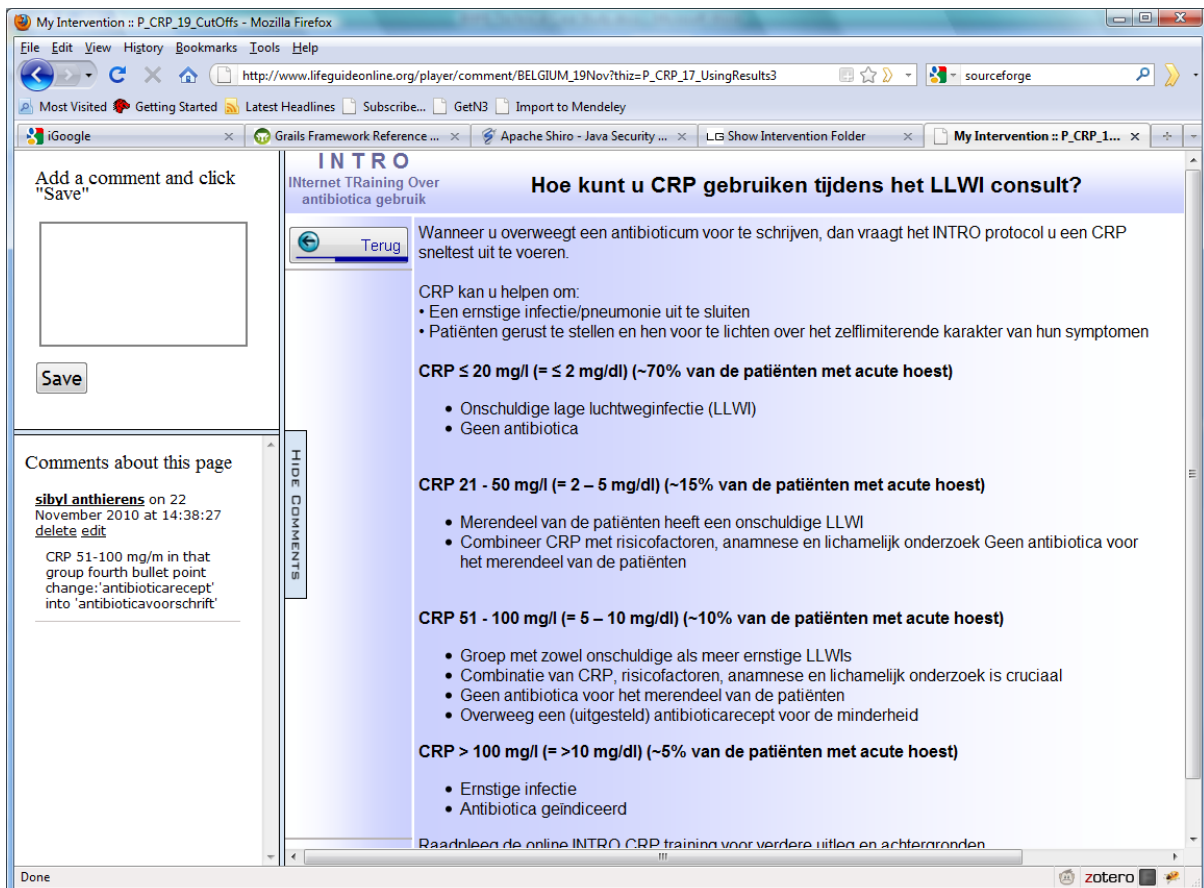 My Intervention :: P_CRP_19_CutOffs - Mozilla Firefox
File Edit View History Bookmarks Tools Help
http://www.lifeguideonline.org/player/comment/BELGIUM_19Nov?thiz=P_CRP_17_UsingResults3
sourceforge
Most Visited Getting Started Latest Headlines Subscribe... GetN3 Import to Mendeley
iGoogle
Grails Framework Reference ...
Apache Shiro - Java Security ...
LG Show Intervention Folder
My Intervention :: P_CRP_1...
Add a comment and click
"Save"
Save
Comments about this page
sibyl anthierens on 22
November 2010 at 14:38:27
delete edit
CRP 51-100 mg/m in that
group fourth bullet point
change:'antibioticarecept'
into 'antibioticavoorschrift'
HIDE COMMENTS
INTRO
INternet TRaining Over
antibiotica gebruik
Hoe kunt u CRP gebruiken tijdens het LLWI consult?
Terug
Wanneer u overweegt een antibioticum voor te schrijven, dan vraagt het INTRO protocol u een CRP
sneltest uit te voeren.
CRP kan u helpen om:
• Een ernstige infectie/pneumonie uit te sluiten
• Patiënten gerust te stellen en hen voor te lichten over het zelflimiterende karakter van hun symptomen
CRP ≤ 20 mg/l (= ≤ 2 mg/dl) (~70% van de patiënten met acute hoest)
• Onschuldige lage luchtweginfectie (LLWI)
• Geen antibiotica
CRP 21 - 50 mg/l (= 2 – 5 mg/dl) (~15% van de patiënten met acute hoest)
• Merendeel van de patiënten heeft een onschuldige LLWI
• Combineer CRP met risicofactoren, anamnese en lichamelijk onderzoek Geen antibiotica voor
het merendeel van de patiënten
CRP 51 - 100 mg/l (= 5 – 10 mg/dl) (~10% van de patiënten met acute hoest)
• Groep met zowel onschuldige als meer ernstige LLWIs
• Combinatie van CRP, risicofactoren, anamnese en lichamelijk onderzoek is cruciaal
• Geen antibiotica voor het merendeel van de patiënten
• Overweeg een (uitgesteld) antibioticarecept voor de minderheid
CRP > 100 mg/l (= >10 mg/dl) (~5% van de patiënten met acute hoest)
• Ernstige infectie
• Antibiotica geïndiceerd
Raadpleeg de online INTRO CRP training voor verdere uitleg en achtergronden
Done
zotero